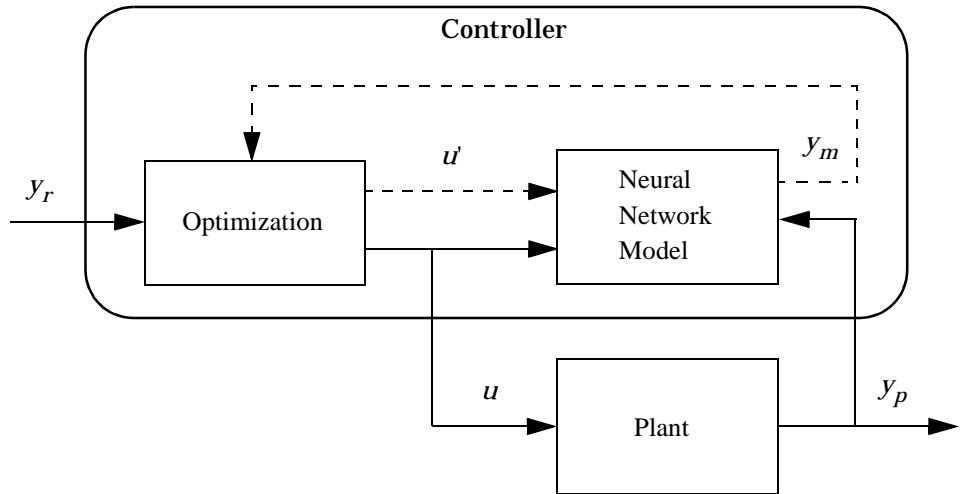 Controller
y_r
Optimization
u'
Neural
Network
Model
y_m
u
Plant
y_p